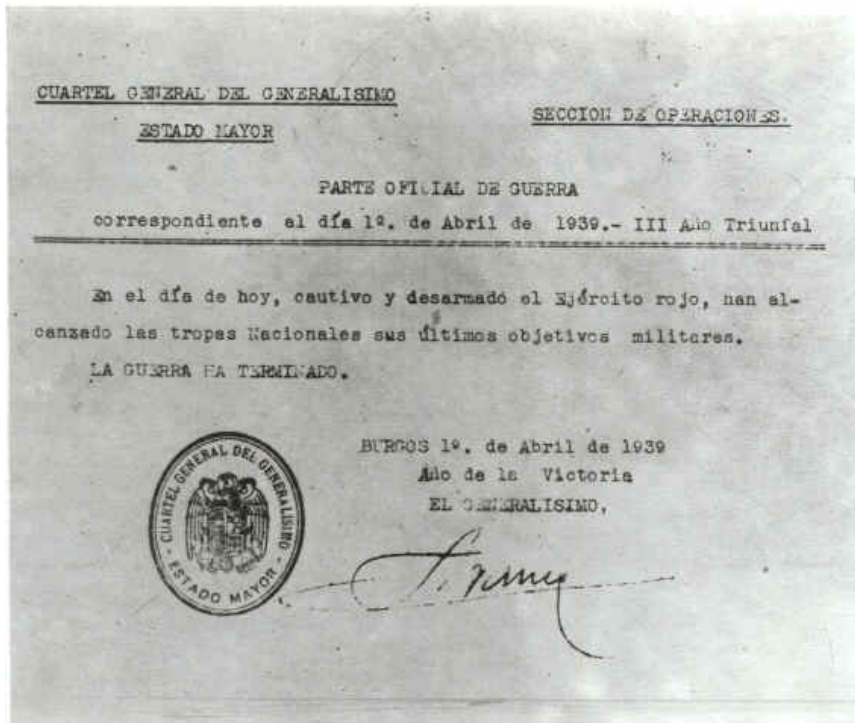 CUARTEL GENERAL DEL GENERALISIMO
ESTADO MAYOR
SECCION DE OPERACIONES.
PARTE OFICIAL DE GUERRA
correspondiente al día 1º. de Abril de 1939.- III Año Triunfal
En el día de hoy, cautivo y desarmadó el Ejército rojo, han al-
canzado las tropas Nacionales sus últimos objetivos militares.
LA GUERRA HA TERMINADO.
BURGOS 1º. de Abril de 1939
Año de la Victoria
EL GENERALISIMO,
CUARTEL GENERAL DEL GENERALISIMO
ESTADO MAYOR